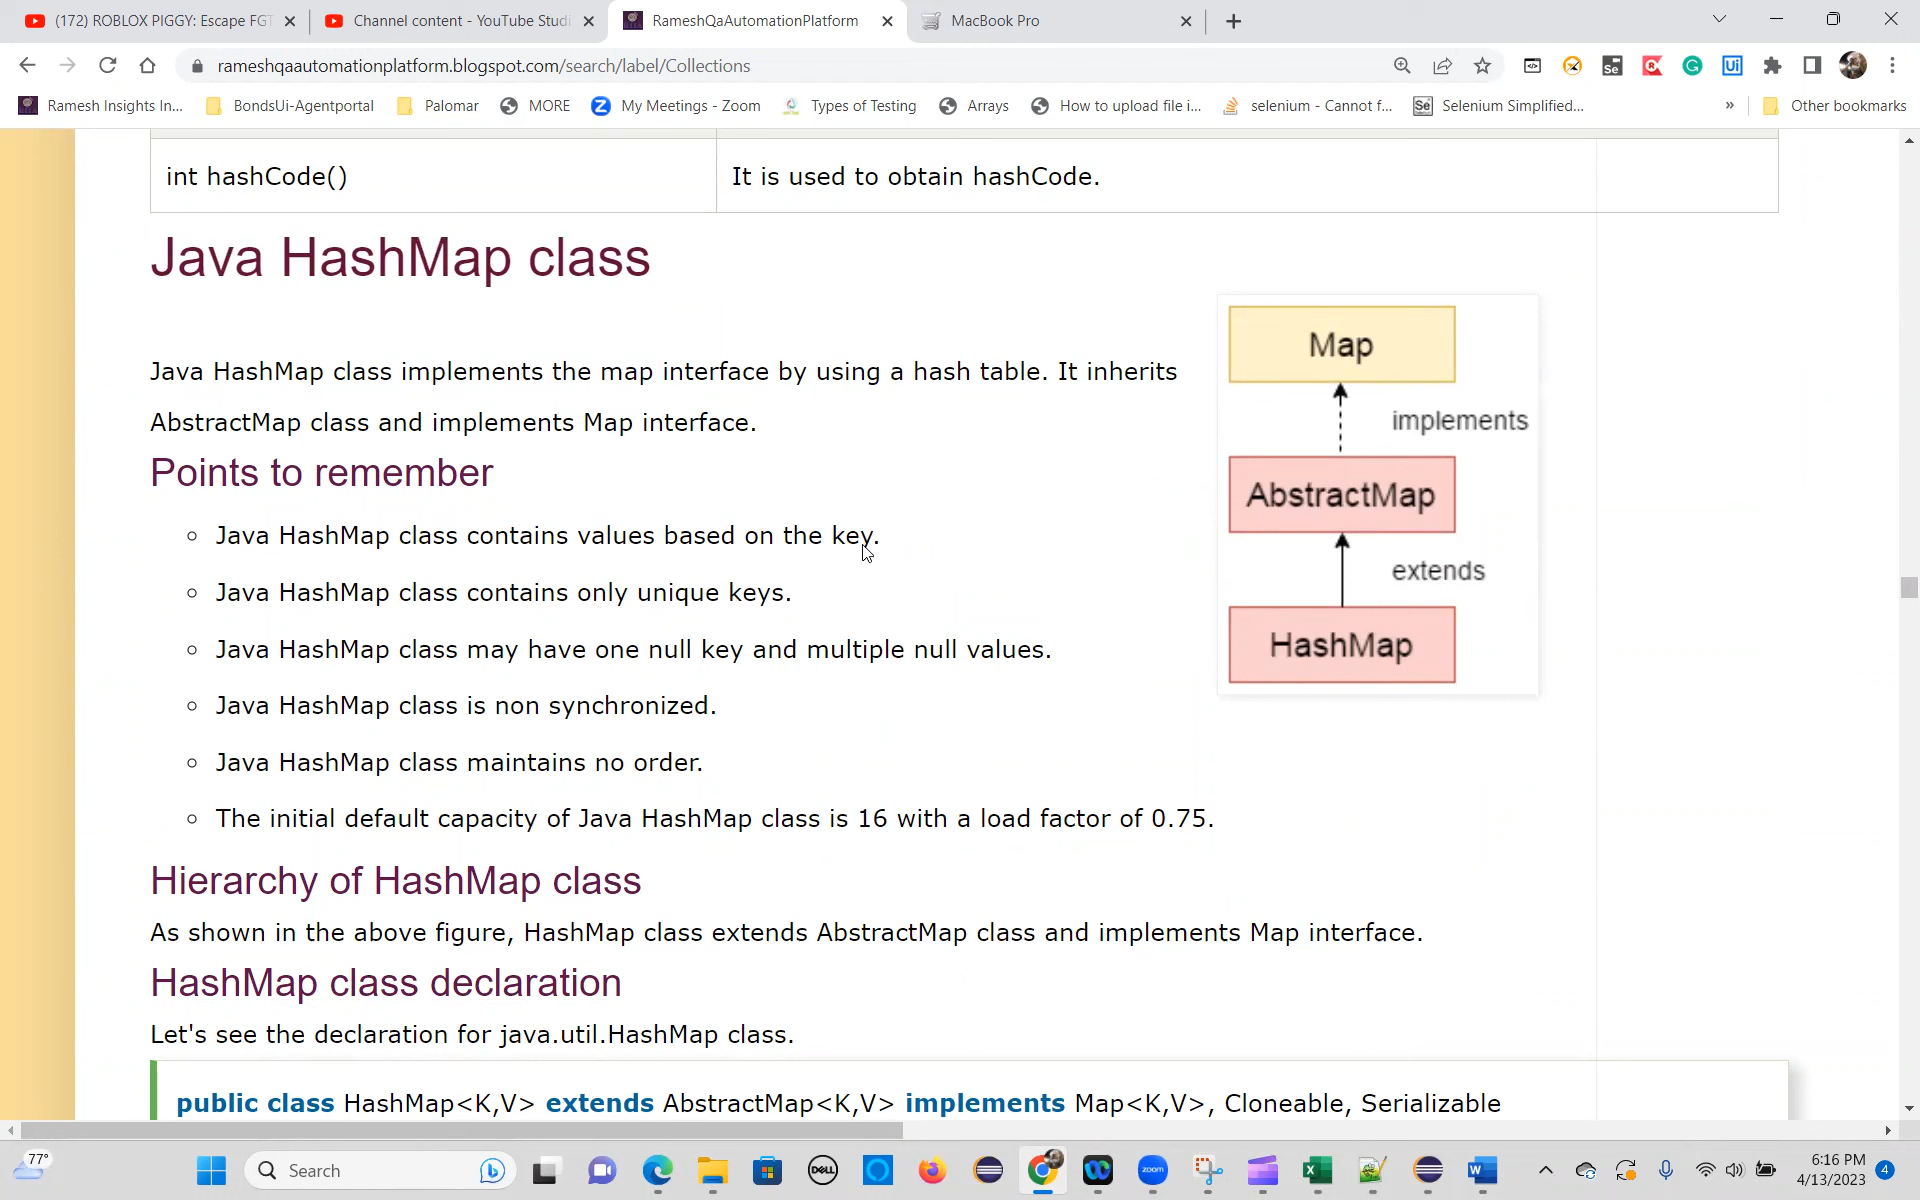 (172) ROBLOX PIGGY: Escape FGT
Channel content - YouTube Studi
RameshQaAutomationPlatform
MacBook Pro
rameshqaautomationplatform.blogspot.com/search/label/Collections
Ramesh Insights In...
BondsUi-Agentportal
Palomar
MORE
My Meetings - Zoom
Types of Testing
Arrays
How to upload file i...
selenium - Cannot f...
Selenium Simplified...
»
Other bookmarks
int hashCode()
It is used to obtain hashCode.
Java HashMap class
Java HashMap class implements the map interface by using a hash table. It inherits
AbstractMap class and implements Map interface.
Map
implements
AbstractMap
extends
HashMap
Points to remember
Java HashMap class contains values based on the key.
Java HashMap class contains only unique keys.
Java HashMap class may have one null key and multiple null values.
Java HashMap class is non synchronized.
Java HashMap class maintains no order.
The initial default capacity of Java HashMap class is 16 with a load factor of 0.75.
Hierarchy of HashMap class
As shown in the above figure, HashMap class extends AbstractMap class and implements Map interface.
HashMap class declaration
Let's see the declaration for java.util.HashMap class.
public class HashMap<K,V> extends AbstractMap<K,V> implements Map<K,V>, Cloneable, Serializable
77°
Search
DELL
zoom
6:16 PM
4/13/2023
4